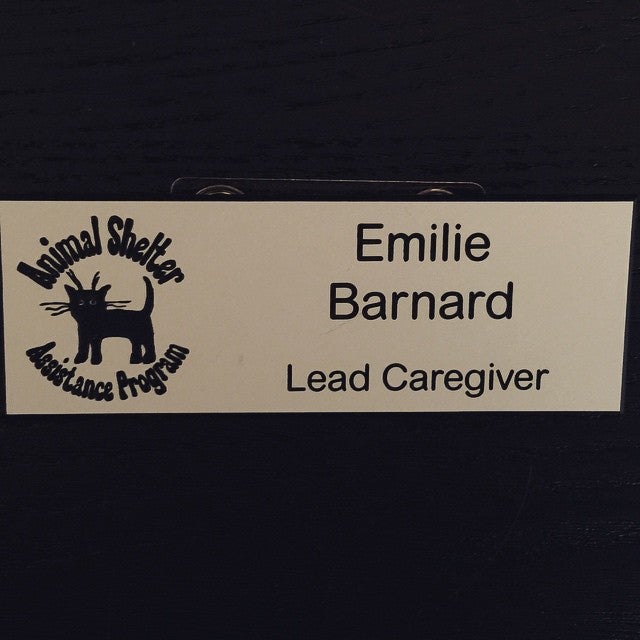 Animal Shelter
Assistance Program
Emilie
Barnard
Lead Caregiver